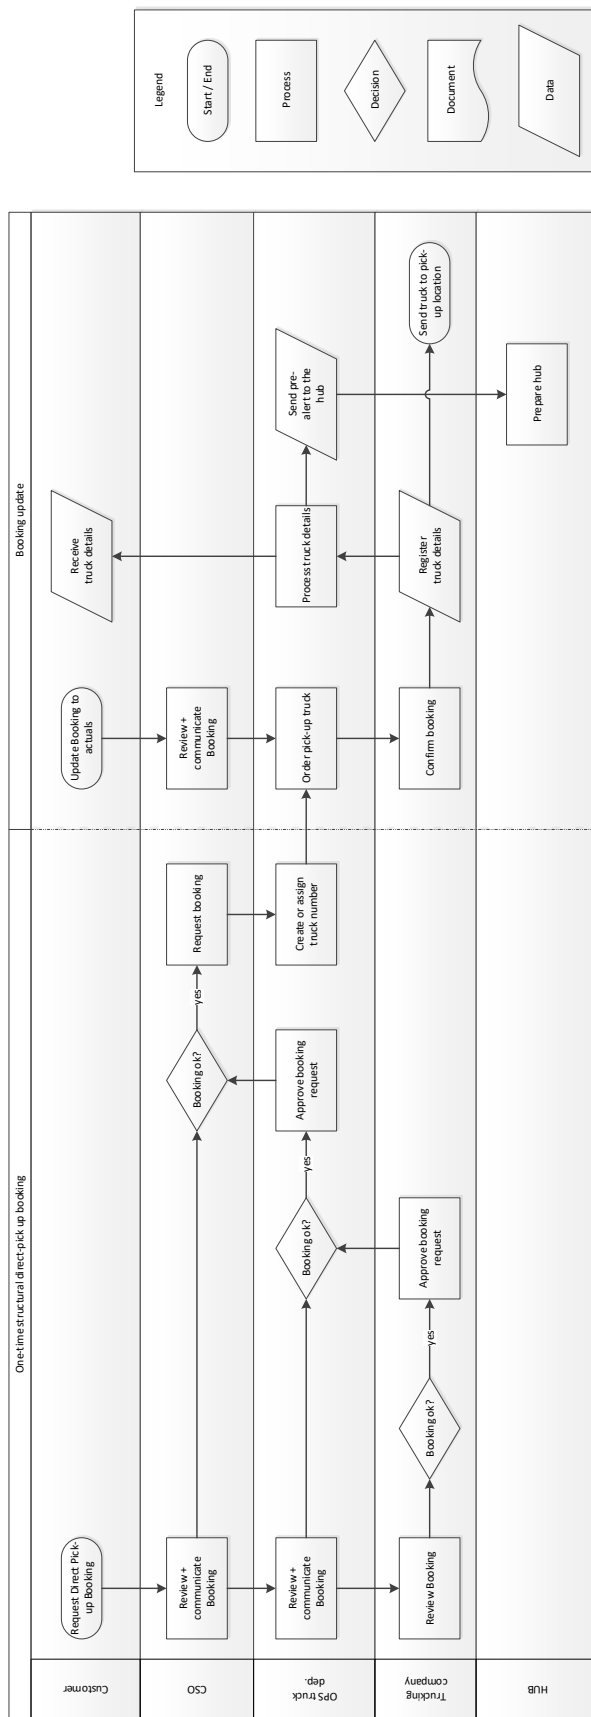 One-time structural direct-pick up booking
Booking update
Customer
Request Direct Pick-
up Booking
Update Booking to
actuals
Receive
truck details
CSO
Review +
communicate
Booking
Booking ok?
yes
Request booking
Review +
communicate
Booking
OPS truck
dep.
Review +
communicate
Booking
Booking ok?
yes
Approve booking
request
Create or assign
truck number
Order pick-up truck
Process truck details
Send pre-
alert to the
hub
Trucking
company
Review Booking
Booking ok?
yes
Approve booking
request
Confirm booking
Register
truck details
Send truck to pick-
up location
HUB
Prepare hub
Legend
Start / End
Process
Decision
Document
Data